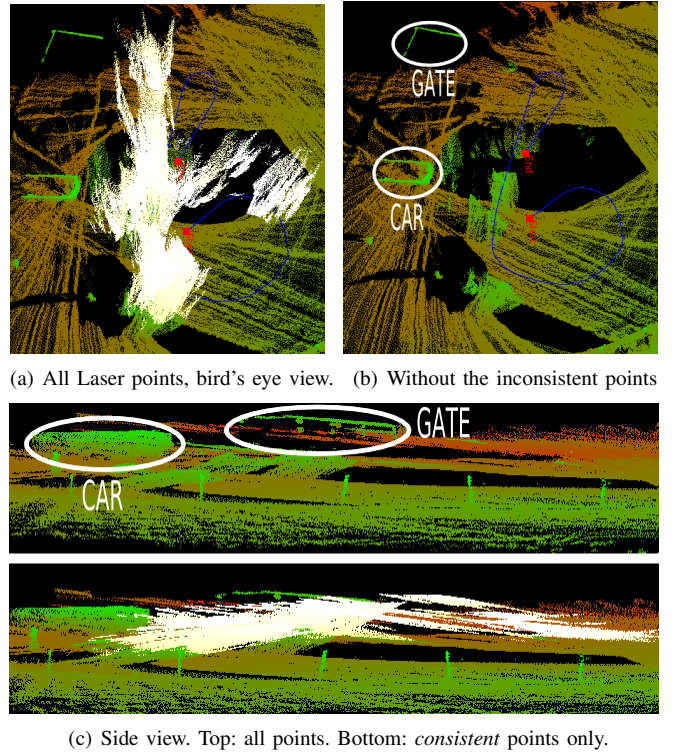 GATE
CAR
(a) All Laser points, bird's eye view. (b) Without the inconsistent points
GATE
CAR
(c) Side view. Top: all points. Bottom: consistent points only.